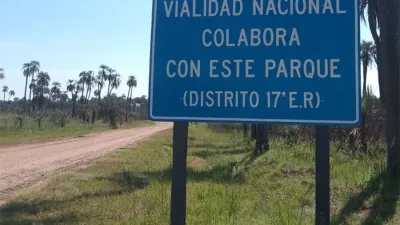 VIALIDAD NACIONAL
COLABORA
CON ESTE PARQUE
(DISTRITO 17° E.R)